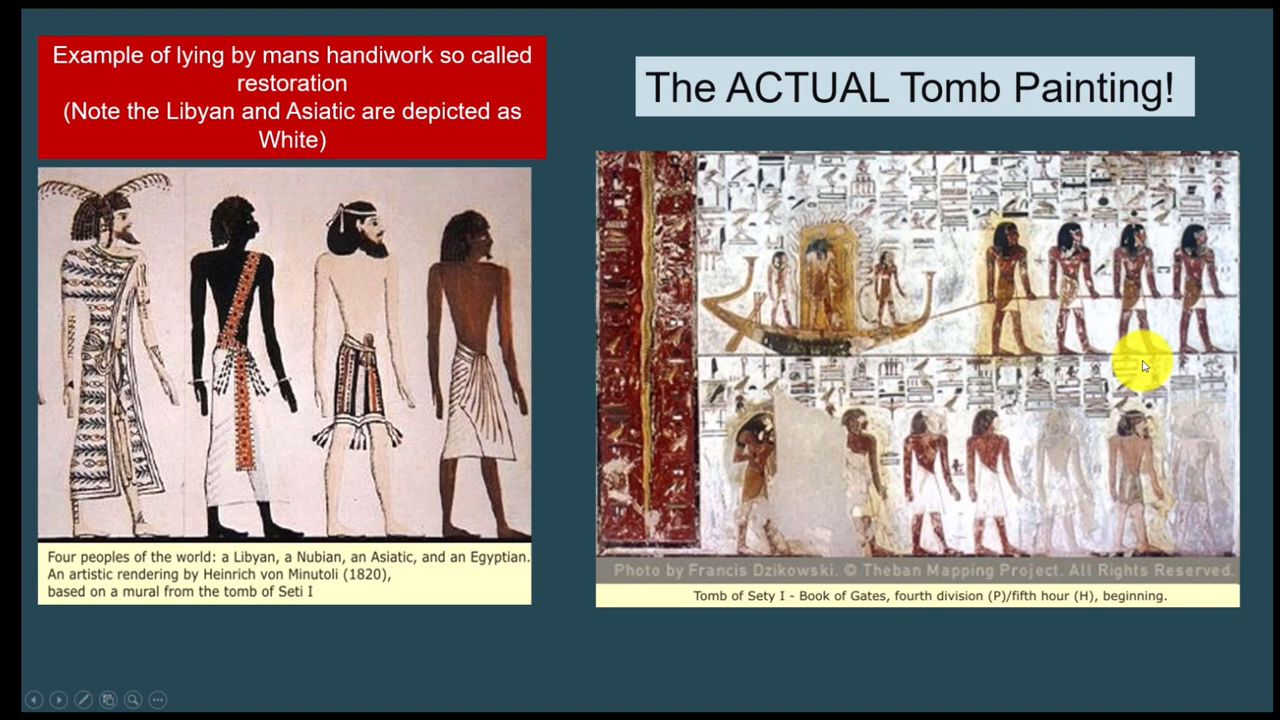 Example of lying by mans handiwork so called
restoration
(Note the Libyan and Asiatic are depicted as
White)
The ACTUAL Tomb Painting!
Four peoples of the world: a Libyan, a Nubian, an Asiatic, and an Egyptian.
An artistic rendering by Heinrich von Minutoli (1820),
based on a mural from the tomb of Seti I
Photo by Francis Dzikowski. © Theban Mapping Project. All Rights Reserved.
Tomb of Sety I - Book of Gates, fourth division (P)/fifth hour (H), beginning.